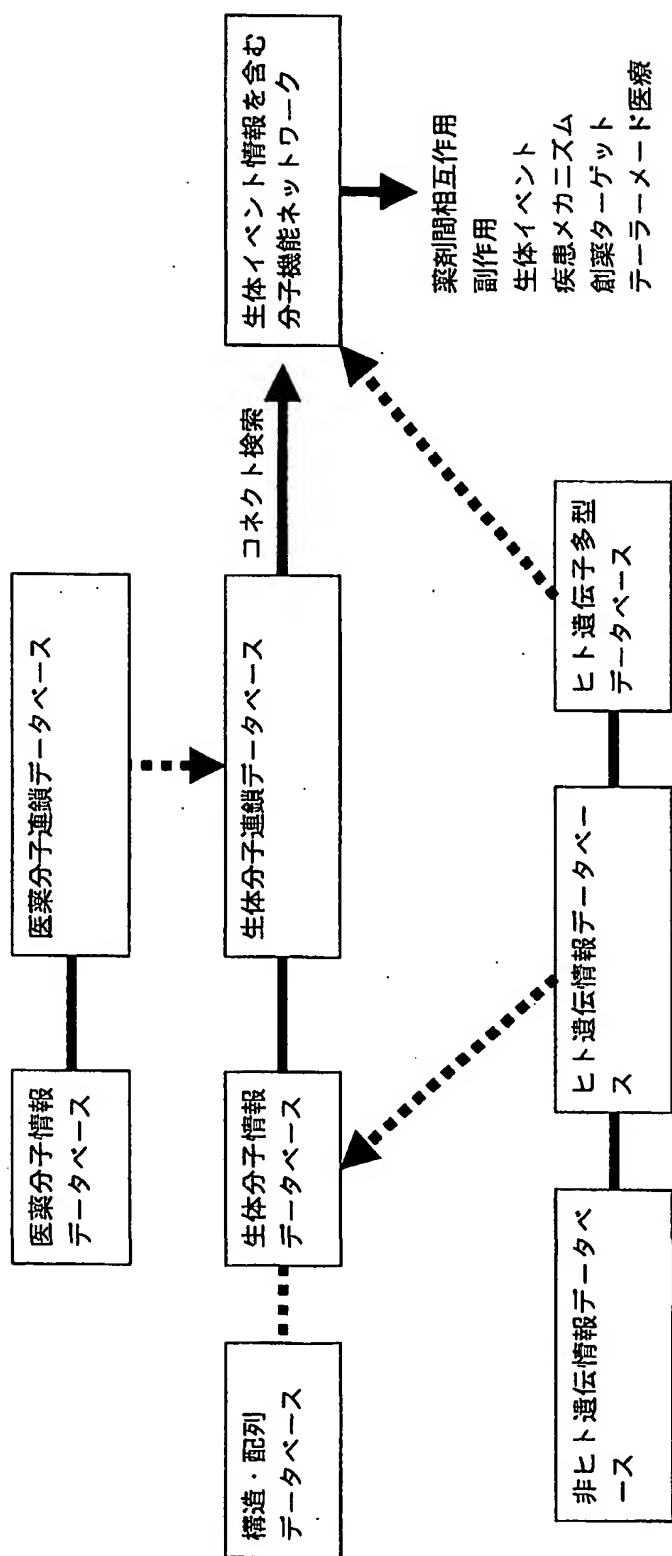 医薬分子情報
データベース
医薬分子連鎖データベース
構造・配列
データベース
生体分子情報
データベース
生体分子連鎖データベース
コネクト検索
生体イベント情報を含む
分子機能ネットワーク
薬剤間相互作用
副作用
生体イベント
疾患メカニズム
創薬ターゲット
テーラーメード医療
非ヒト遺伝情報データベ
ース
ヒト遺伝情報データベー
ス
ヒト遺伝子多型
データベース